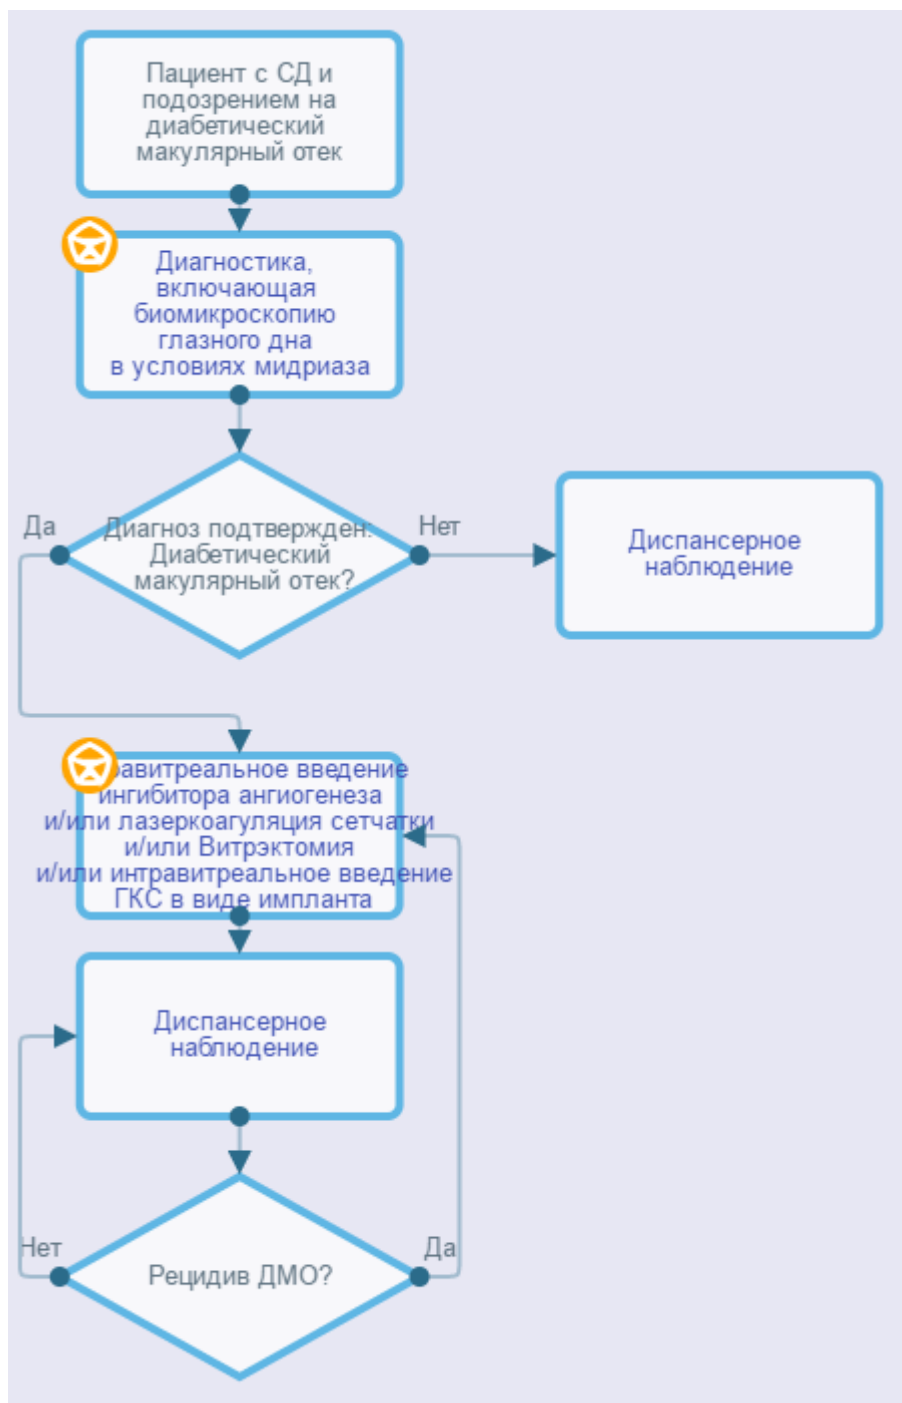 Пациент с СД и
подозрением на
диабетический
макулярный отек
Диагностика,
включающая
биомикроскопию
глазного дна
в условиях мидриаза
Да
Диагноз подтвержден:
Диабетический
макулярный отек?
Нет
Диспансерное
наблюдение
введение
ингибитора ангиогенеза
и/или лазеркоагуляция сетчатки
и/или Витрэктомия
и/или интравитреальное введение
ГКС в виде импланта
Диспансерное
наблюдение
Нет
Рецидив ДМО?
Да